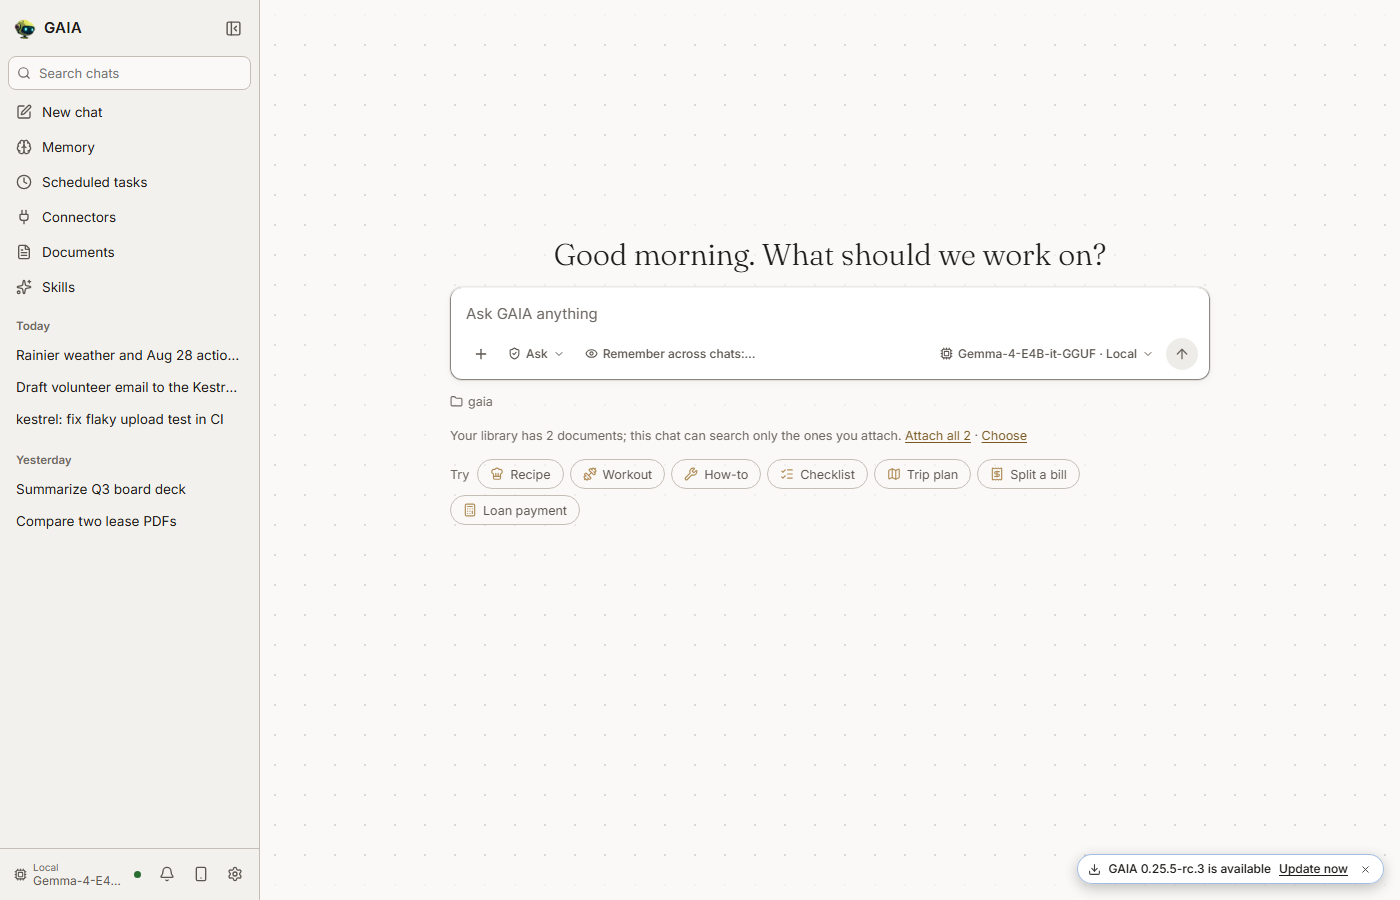 GAIA
Search chats
New chat
Memory
Scheduled tasks
Connectors
Documents
Skills
Today
Rainier weather and Aug 28 actio...
Draft volunteer email to the Kestr...
kestrel: fix flaky upload test in CI
Yesterday
Summarize Q3 board deck
Compare two lease PDFs
Local
Gemma-4-E4...
Good morning. What should we work on?
Ask GAIA anything
Ask
Remember across chats:...
Gemma-4-E4B-it-GGUF · Local
gaia
Your library has 2 documents; this chat can search only the ones you attach. Attach all 2 · Choose
Try Recipe Workout How-to Checklist Trip plan Split a bill
Loan payment
GAIA 0.25.5-rc.3 is available Update now